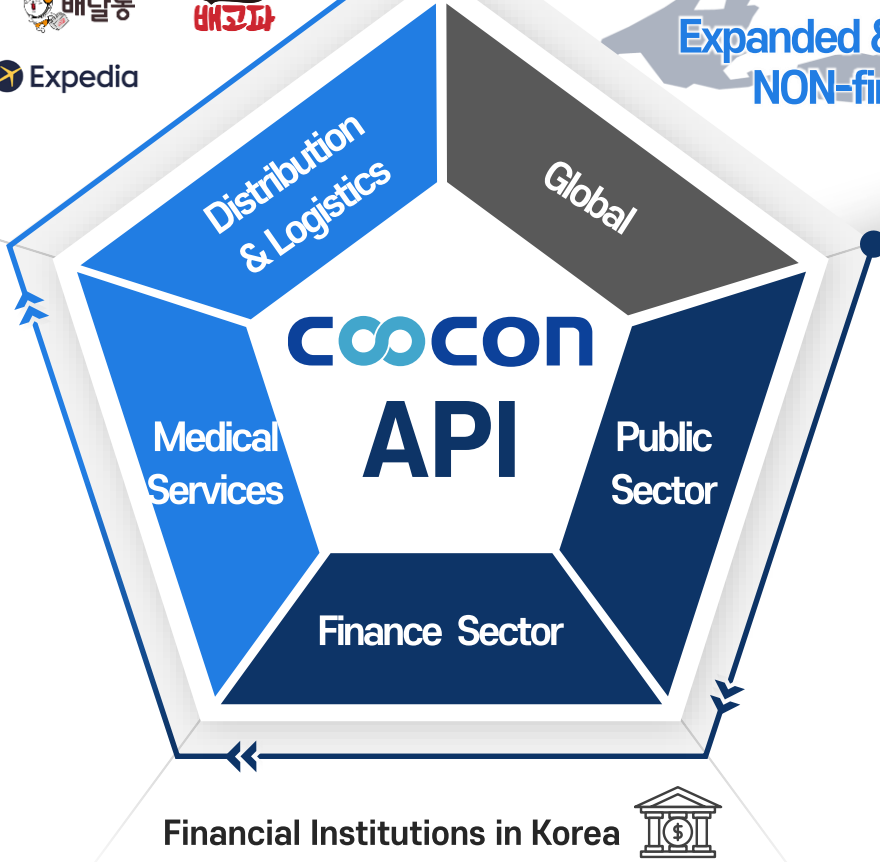 배달통
배고파
Expedia
Expanded &
NON-fi
Distribution
& Logistics
Global
coocon
API
Medical
Services
Public
Sector
Finance Sector
Financial Institutions in Korea
$